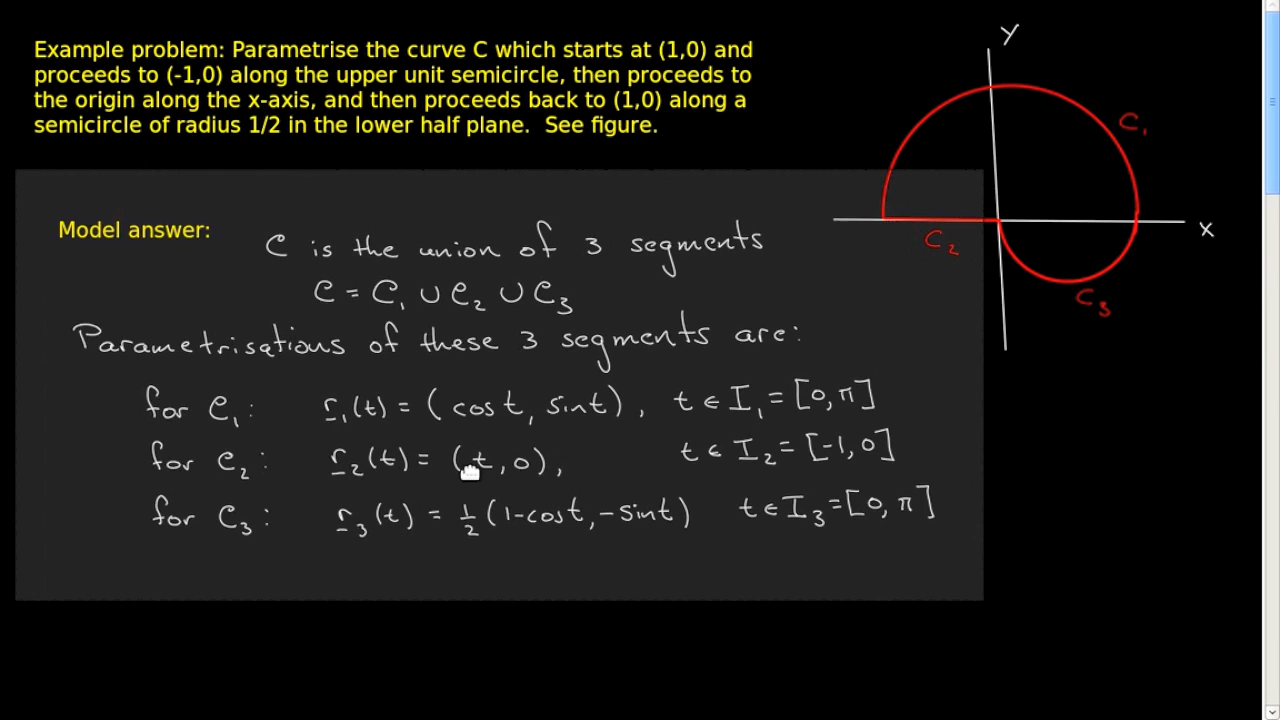 Example problem: Parametrise the curve C which starts at (1,0) and
proceeds to (-1,0) along the upper unit semicircle, then proceeds to
the origin along the x-axis, and then proceeds back to (1,0) along a
semicircle of radius 1/2 in the lower half plane. See figure.
Model answer:
C is the union of 3 segments
C = C₁ ∪ C₂ ∪ C₃
Parametrisations of these 3 segments are:
for C₁: r₁(t) = (cos t, sin t), t ∈ I₁ = [0, π]
for C₂: r₂(t) = (t, 0), t ∈ I₂ = [-1, 0]
for C₃: r₃(t) = ½(1-cos t, -sin t) t ∈ I₃ = [0, π]
y
C₁
x
C₂
C₃